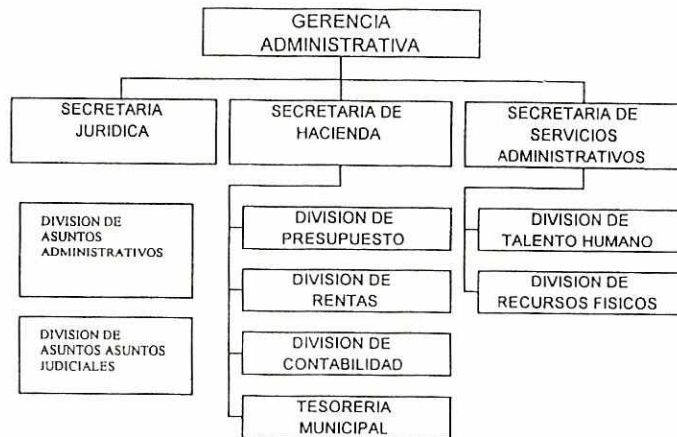 GERENCIA
ADMINISTRATIVA
SECRETARIA
JURIDICA
SECRETARIA DE
HACIENDA
SECRETARIA DE
SERVICIOS
ADMINISTRATIVOS
DIVISION DE
ASUNTOS
ADMINISTRATIVOS
DIVISION DE
ASUNTOS ASUNTOS
JUDICIALES
DIVISION DE
PRESUPUESTO
DIVISION DE
RENTAS
DIVISION DE
CONTABILIDAD
TESORERIA
MUNICIPAL
DIVISION DE
TALENTO HUMANO
DIVISION DE
RECURSOS FISICOS